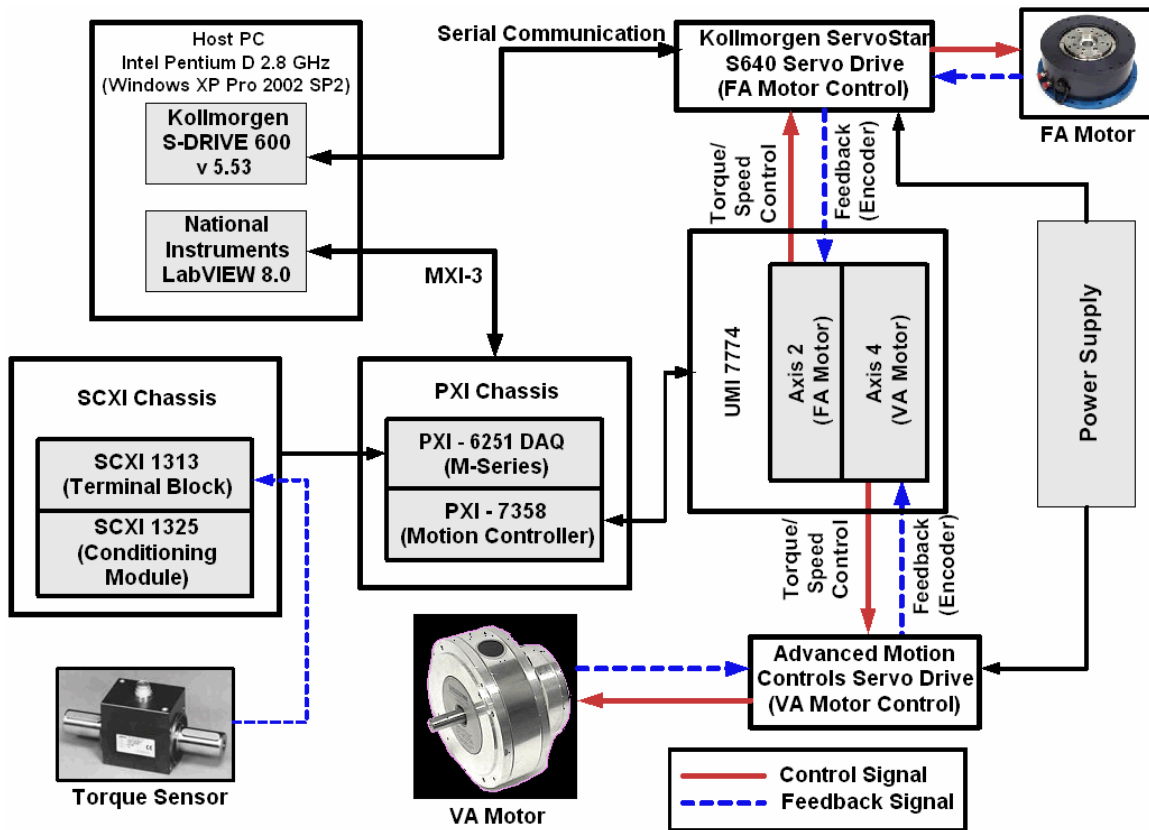 Host PC
Intel Pentium D 2.8 GHz
(Windows XP Pro 2002 SP2)
Kollmorgen
S-DRIVE 600
v 5.53
National
Instruments
LabVIEW 8.0
Serial Communication
MXI-3
Kollmorgen ServoStar
S640 Servo Drive
(FA Motor Control)
FA Motor
Torque/
Speed
Control
Feedback
(Encoder)
UMI 7774
Axis 2
(FA Motor)
Axis 4
(VA Motor)
Power Supply
SCXI Chassis
SCXI 1313
(Terminal Block)
SCXI 1325
(Conditioning
Module)
PXI Chassis
PXI - 6251 DAQ
(M-Series)
PXI - 7358
(Motion Controller)
Torque/
Speed
Control
Feedback
(Encoder)
Advanced Motion
Controls Servo Drive
(VA Motor Control)
Torque Sensor
VA Motor
Control Signal
Feedback Signal